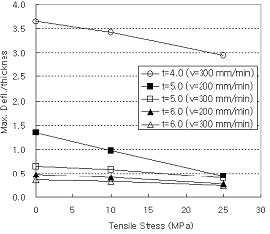 4.0
3.5
3.0
2.5
2.0
1.5
1.0
0.5
0.0
Max. Defl./thicknes
t=4.0 (v=300 mm/min)
t=5.0 (v=200 mm/min)
t=5.0 (v=300 mm/min)
t=6.0 (v=200 mm/min)
t=6.0 (v=300 mm/min)
0 5 10 15 20 25 30
Tensile Stress (MPa)